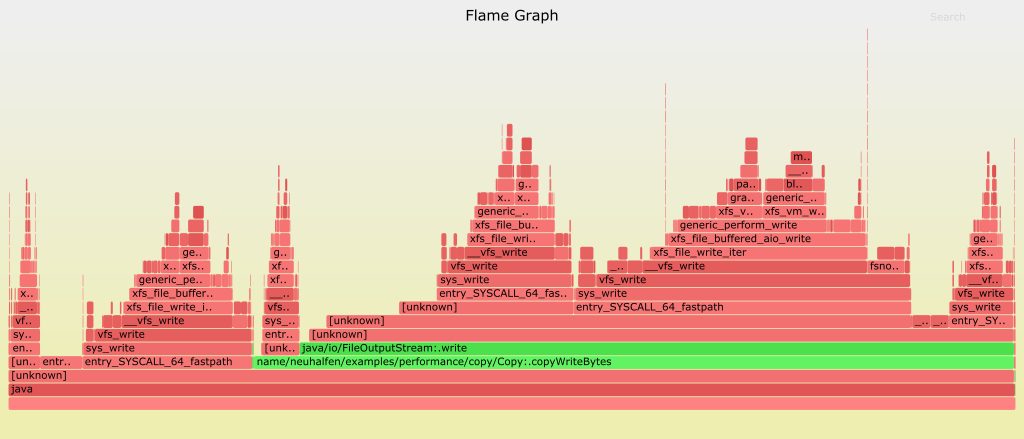 Flame Graph
Search
m..
__..
pa.. bl..
g..
x.. x.. gra.. generic_..
generic_.. xfs_v.. xfs_vm_w..
xfs_file_bu.. generic_perform_write
xfs_file_wri.. xfs_file_buffered_aio_write ge..
ge.. g.. __vfs_write xfs_file_write_iter xfs..
x.. xfs.. xf.. vfs_write _.. __vfs_write fsno.. xfs..
generic_pe.. xf.. sys_write vfs_write __vf..
x.. xfs_file_buffer.. __.. entry_SYSCALL_64_fas.. sys_write vfs_write
_.. xfs_file_write_i.. vfs.. [unknown] entry_SYSCALL_64_fastpath sys_write
vf.. __vfs_write sys_.. [unknown] _.. _.. entry_SY..
sy.. vfs_write entr.. [unknown]
en.. sys_write [unk.. java/io/FileOutputStream:.write
[un.. entr.. entry_SYSCALL_64_fastpath name/neuhalfen/examples/performance/copy/Copy:.copyWriteBytes
[unknown]
java